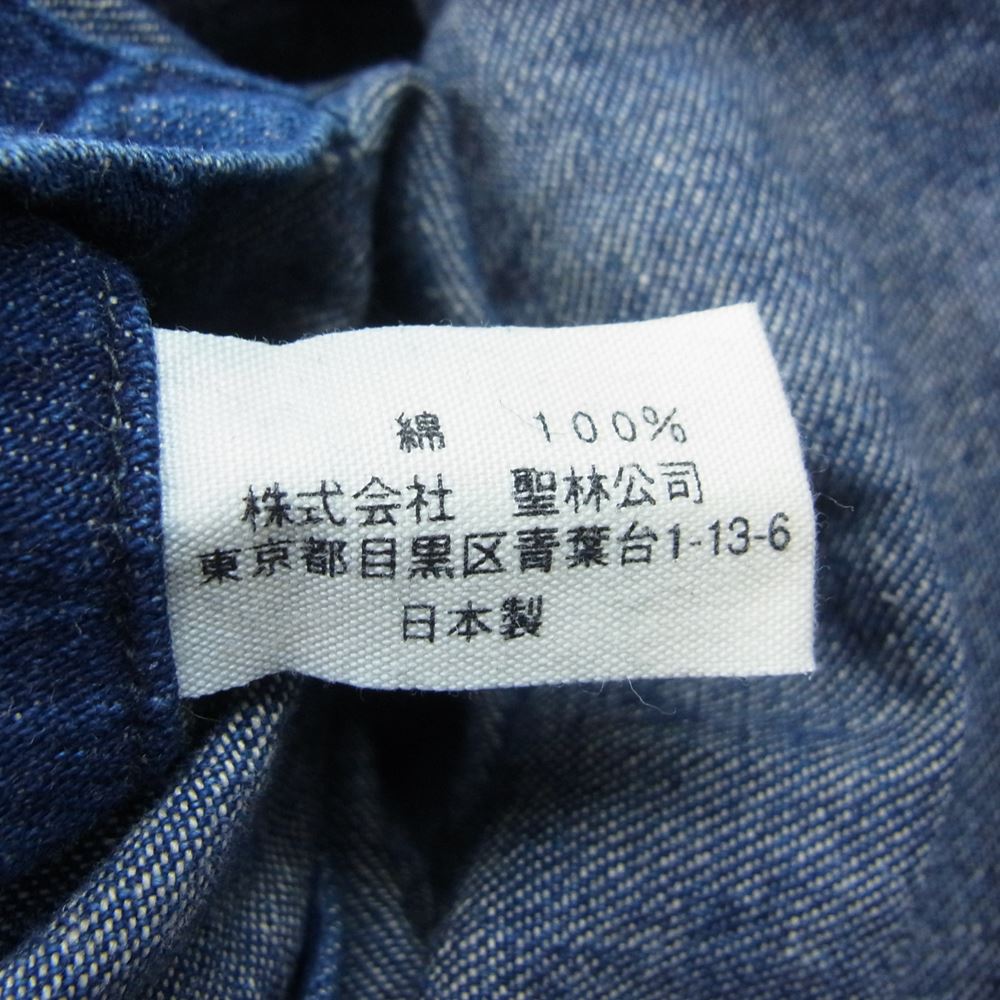 綿 100%
株式会社 聖林公司
東京都目黒区青葉台1-13-6
日本製